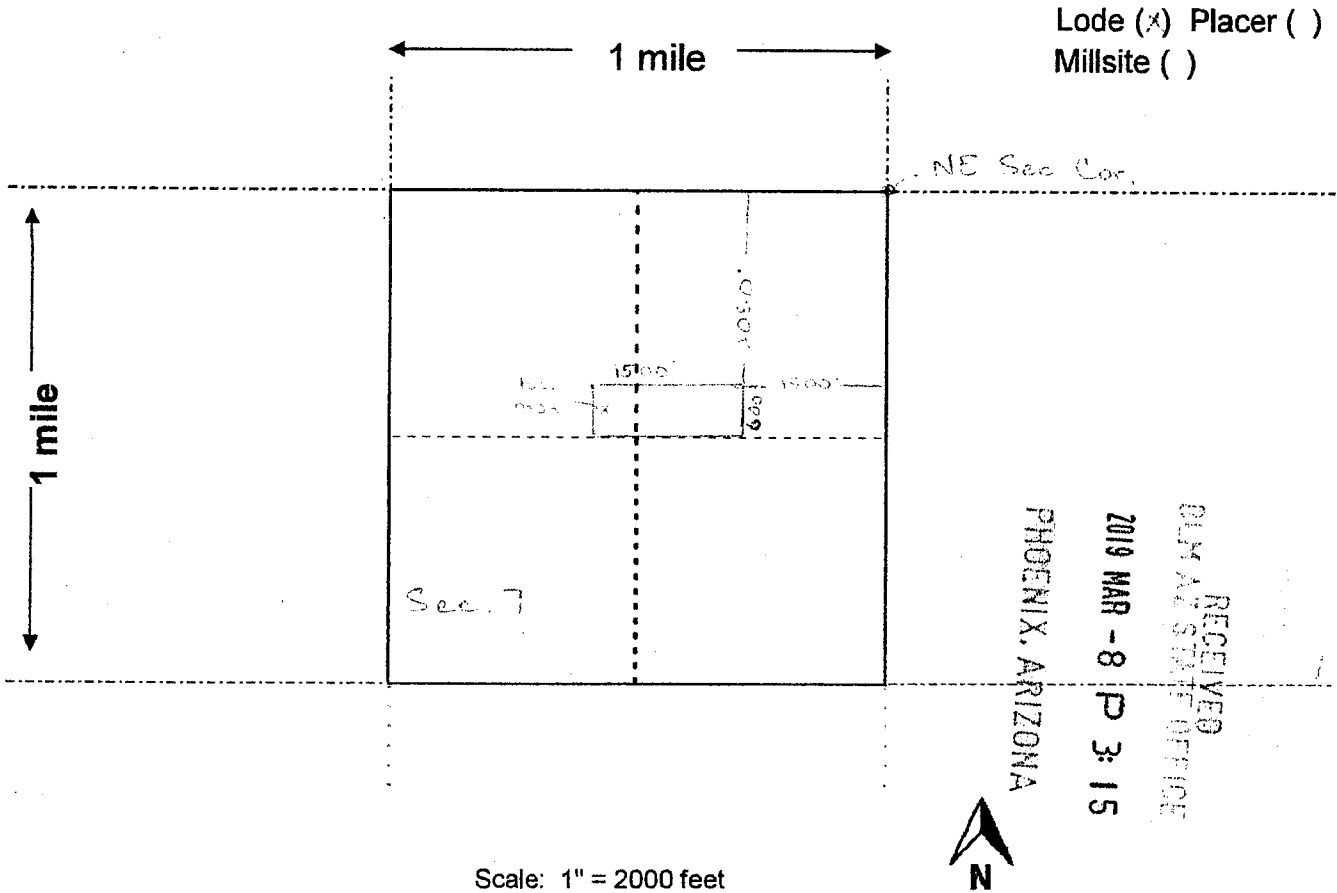 Lode (x) Placer ( )
Millsite ( )
1 mile
NE Sec Cor.
1 mile
1500'
1500'
600'
Sec. 7
RECEIVED
BLM AZ STATE OFFICE
2019 MAR -8 P 3: 15
PHOENIX, ARIZONA
N
Scale: 1" = 2000 feet